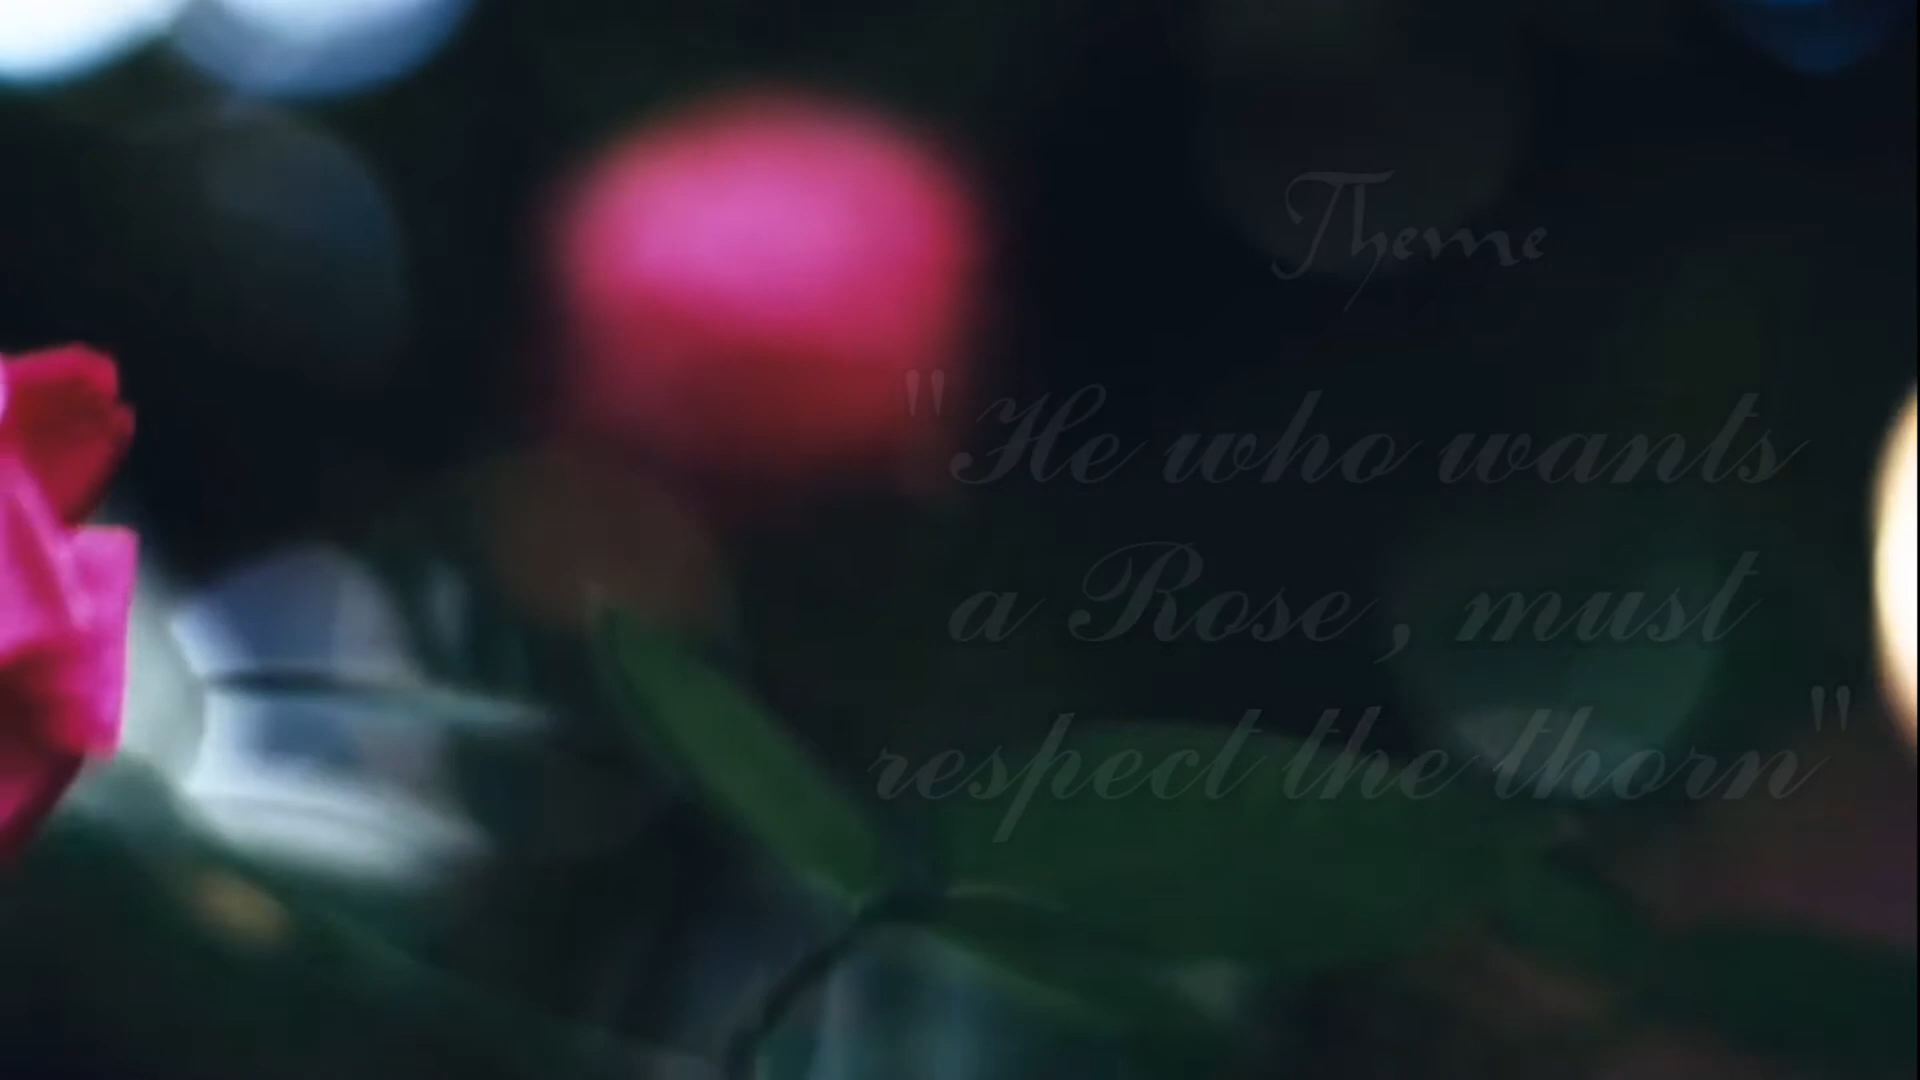 Theme
"He who wants
a Rose, must
respect the thorn"